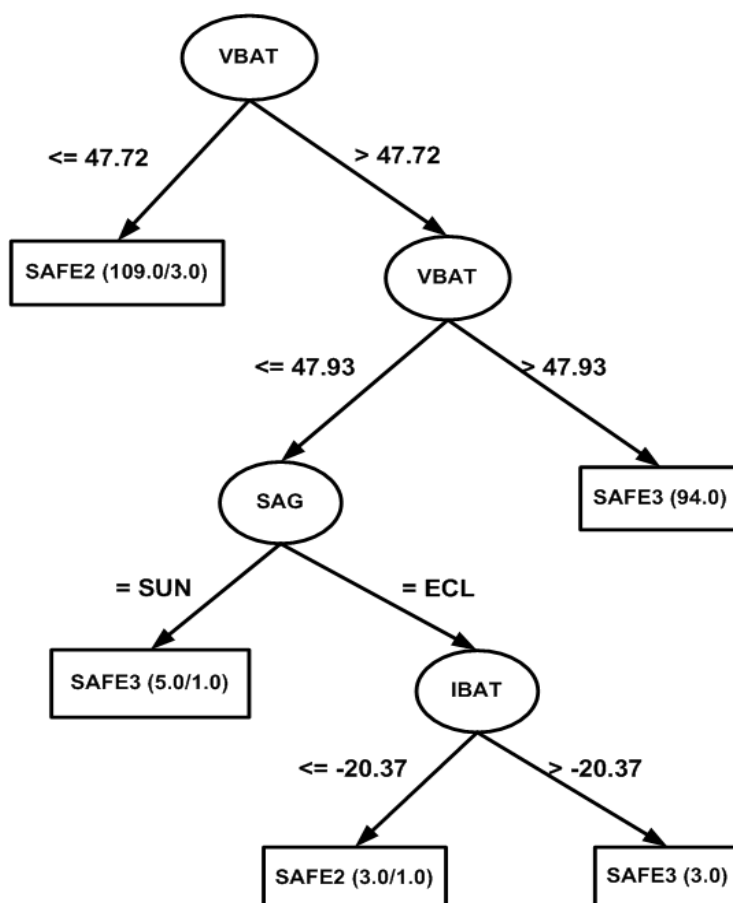 VBAT
<= 47.72
> 47.72
SAFE2 (109.0/3.0)
VBAT
<= 47.93
> 47.93
SAG
SAFE3 (94.0)
= SUN
= ECL
SAFE3 (5.0/1.0)
IBAT
<= -20.37
> -20.37
SAFE2 (3.0/1.0)
SAFE3 (3.0)